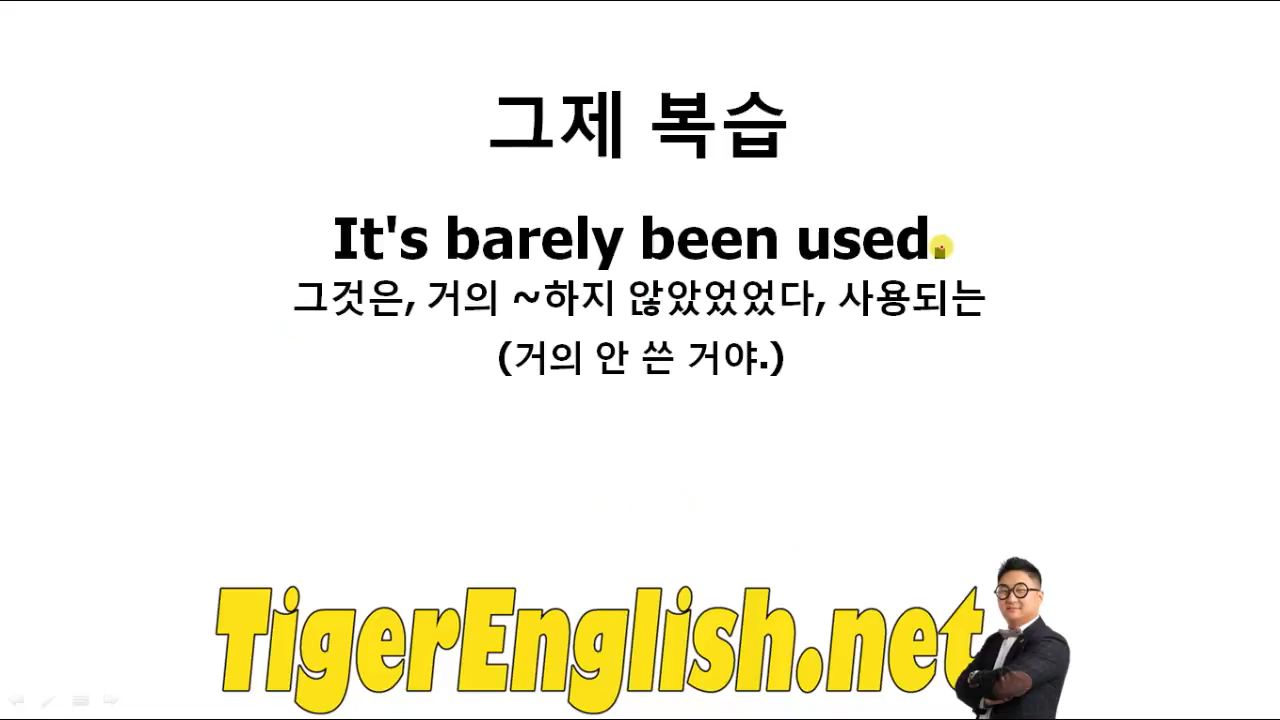 그제 복습
It's barely been used.
그것은, 거의 ~하지 않았었었다, 사용되는
(거의 안 쓴 거야.)
TigerEnglish.net